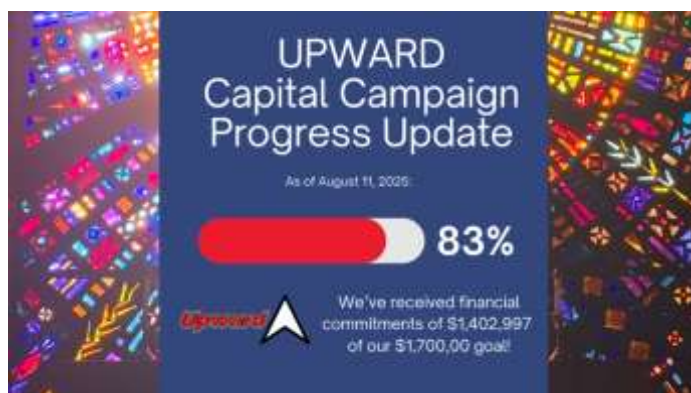 UPWARD
Capital Campaign
Progress Update
As of August 11, 2025:
83%
Upward
We've received financial
commitments of $1,402,997
of our $1,700,00 goal!